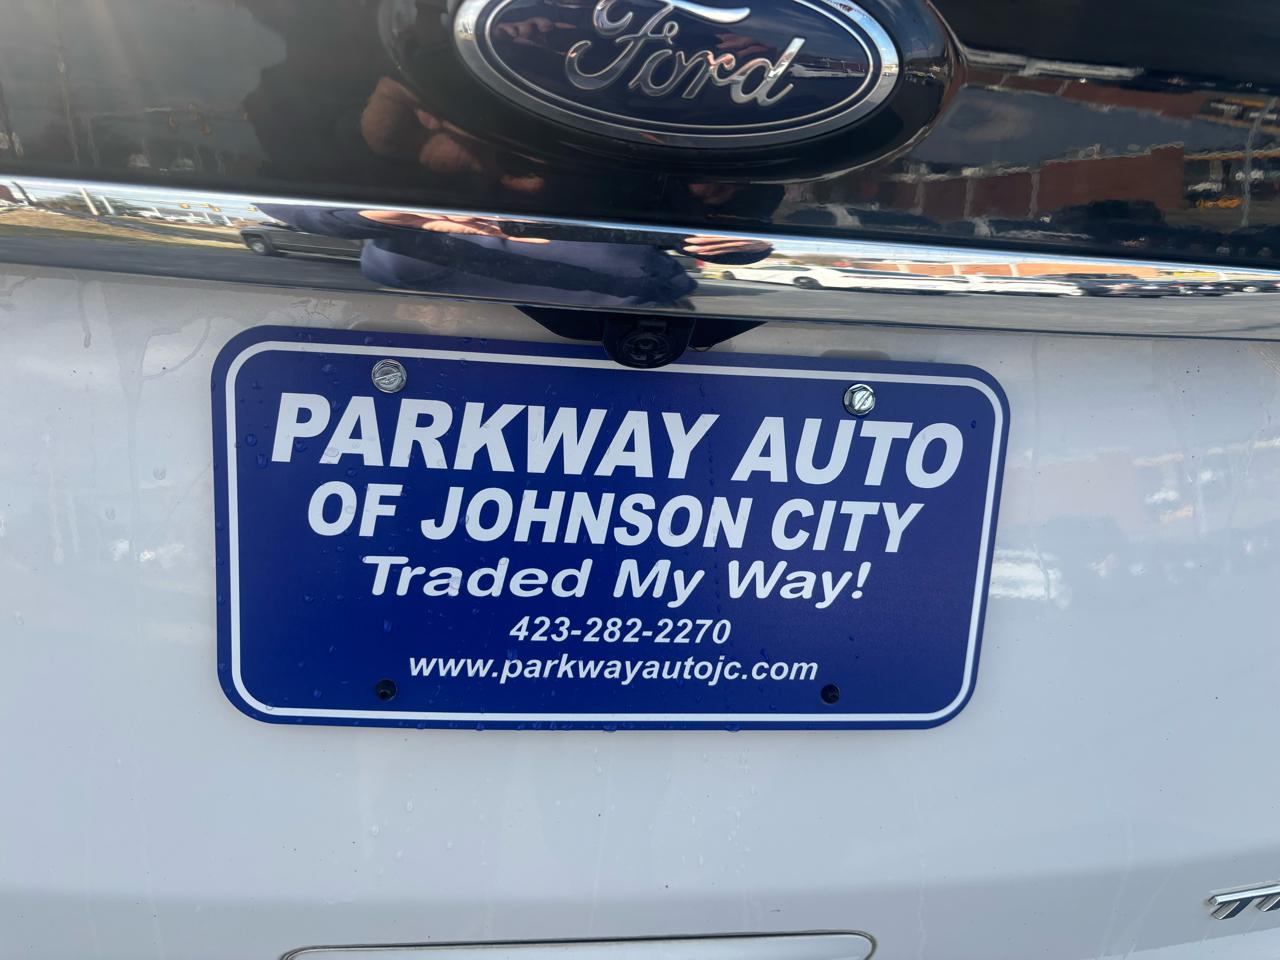 Ford
PARKWAY AUTO
OF JOHNSON CITY
Traded My Way!
423-282-2270
www.parkwayautojc.com